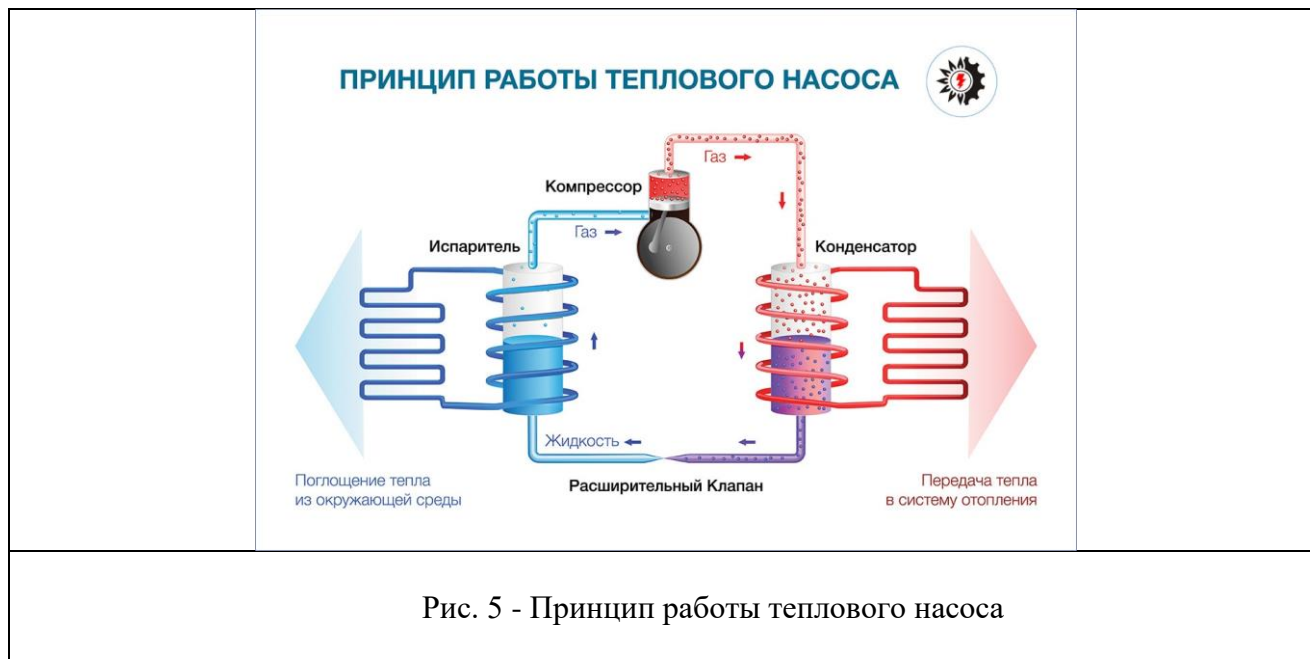 ПРИНЦИП РАБОТЫ ТЕПЛОВОГО НАСОСА
Газ
Компрессор
Газ
Испаритель
Конденсатор
Жидкость
Расширительный Клапан
Поглощение тепла
из окружающей среды
Передача тепла
в систему отопления
Рис. 5 - Принцип работы теплового насоса